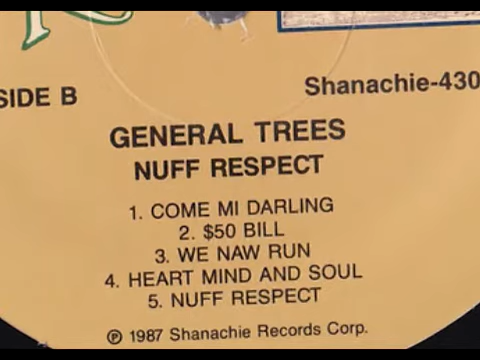 SIDE B
Shanachie-430
GENERAL TREES
NUFF RESPECT
1. COME MI DARLING
2. $50 BILL
3. WE NAW RUN
4. HEART MIND AND SOUL
5. NUFF RESPECT
℗ 1987 Shanachie Records Corp.